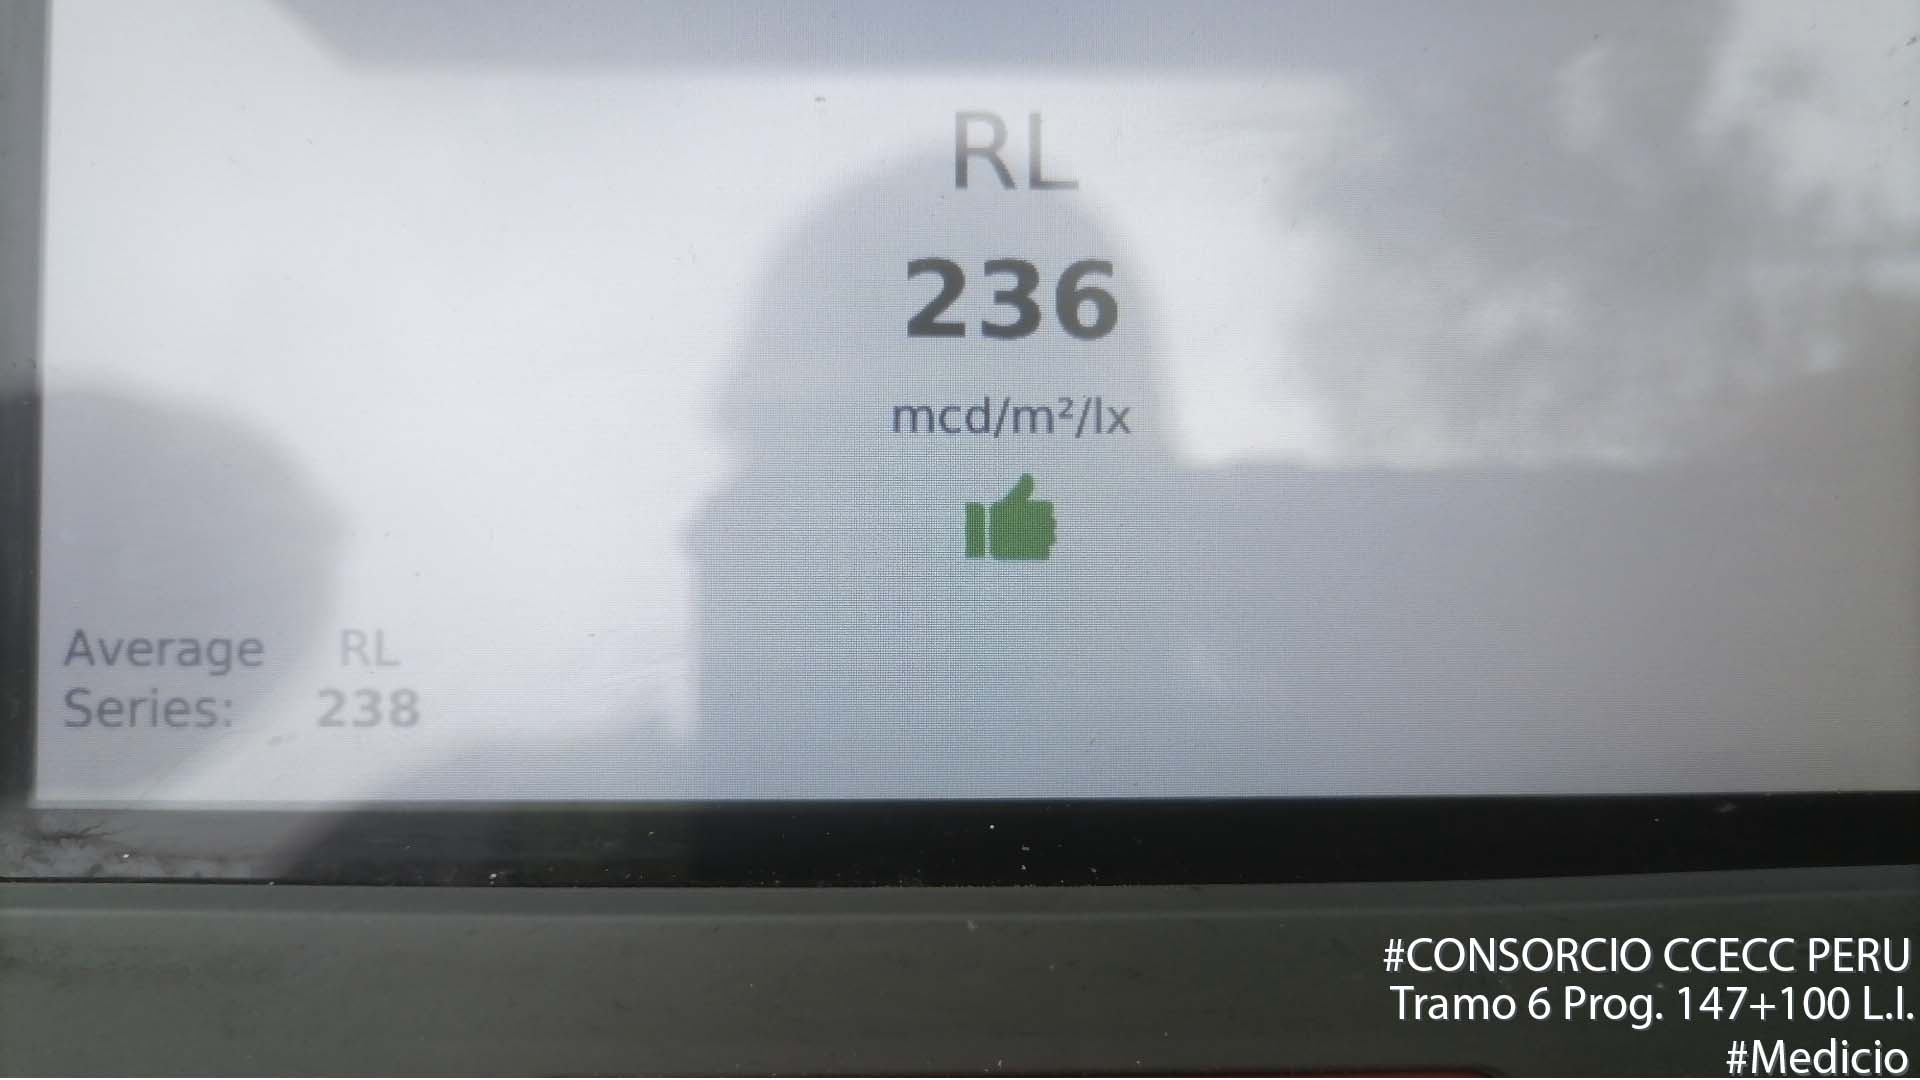 RL
236
mcd/m²/lx
Average RL
Series: 238
#CONSORCIO CCECC PERU
Tramo 6 Prog. 147+100 L.I.
#Medicio